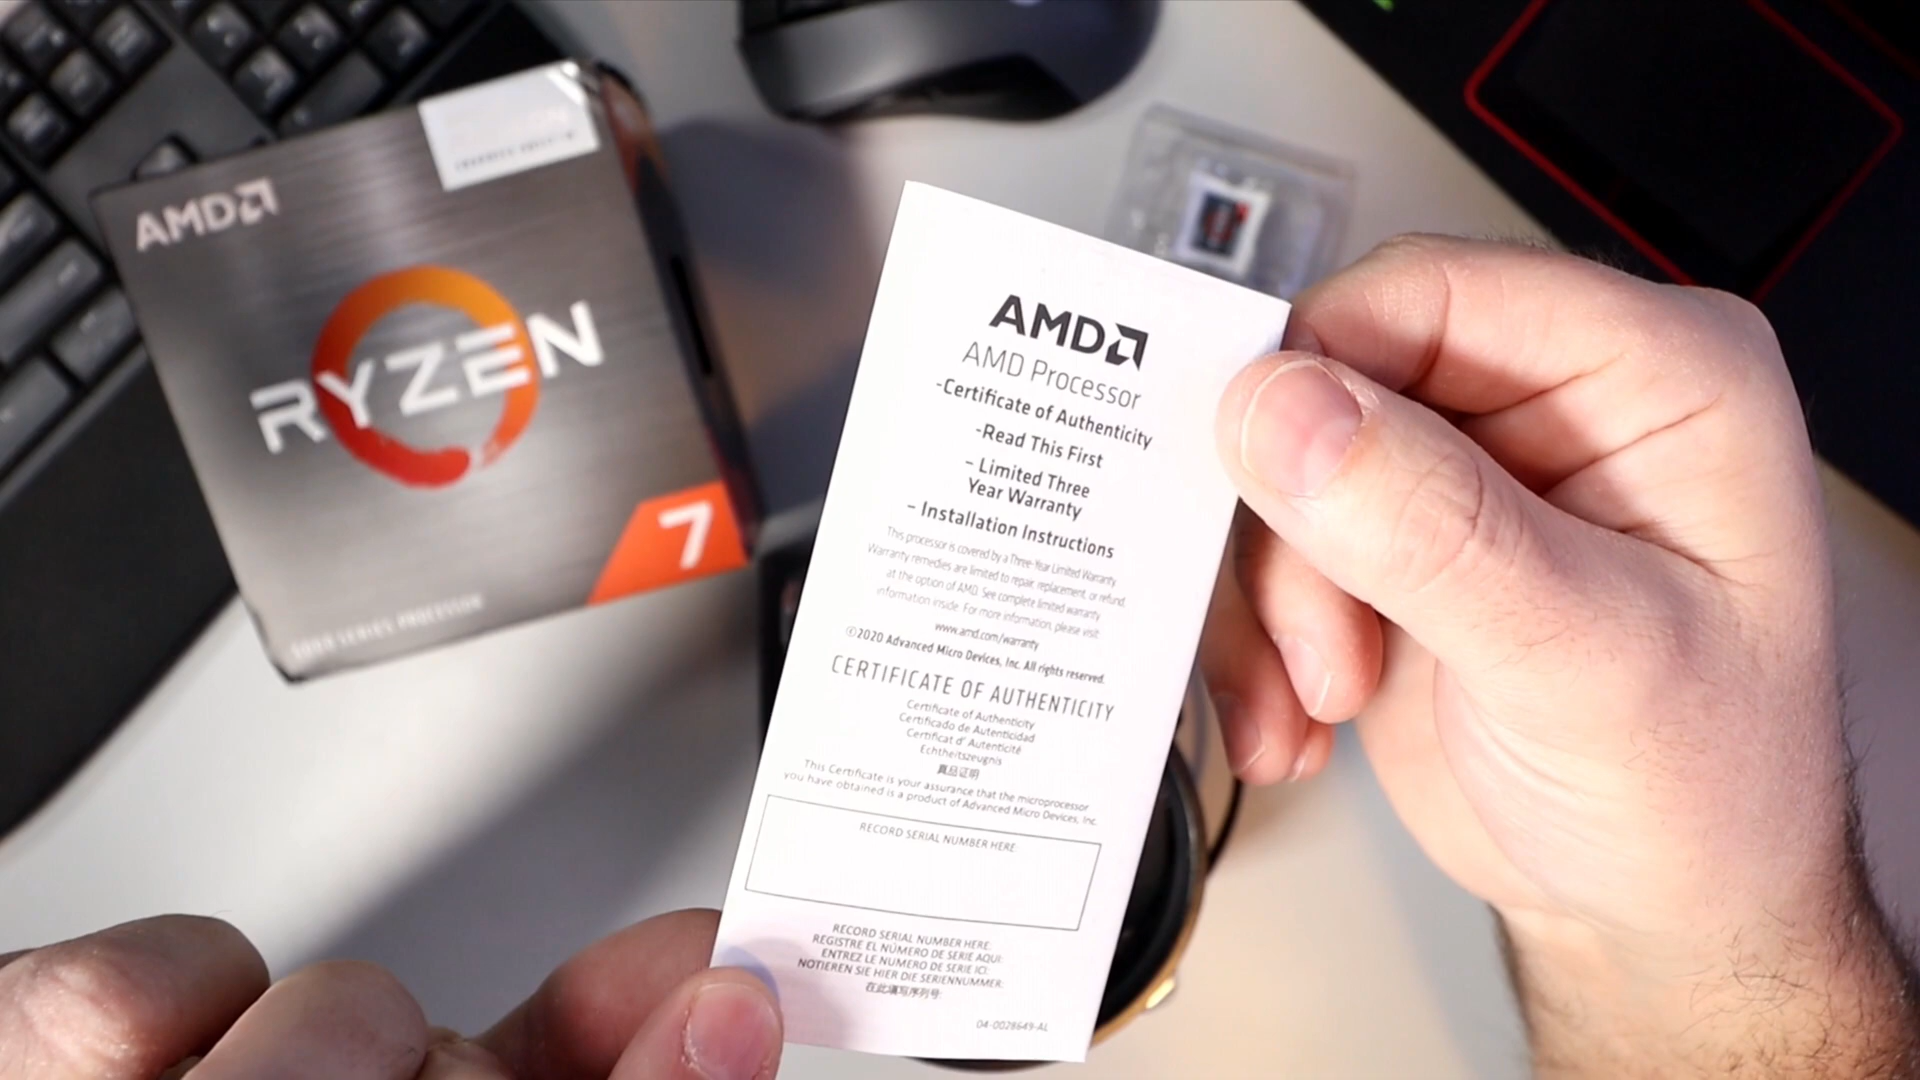 AMD
RYZEN
7
5000 SERIES PROCESSOR
AMD
AMD Processor
-Certificate of Authenticity
-Read This First
- Limited Three
Year Warranty
- Installation Instructions
This processor is covered by a Three-Year Limited Warranty.
Warranty remedies are limited to repair, replacement, or refund,
at the option of AMD. See complete limited warranty
information inside. For more information, please visit:
www.amd.com/warranty
©2020 Advanced Micro Devices, Inc. All rights reserved.
CERTIFICATE OF AUTHENTICITY
Certificate of Authenticity
Certificado de Autenticidad
Certificat d' Autenticité
Echtheitszeugnis
真品证明
This Certificate is your assurance that the microprocessor
you have obtained is a product of Advanced Micro Devices, Inc.
RECORD SERIAL NUMBER HERE:
RECORD SERIAL NUMBER HERE:
REGISTRE EL NÚMERO DE SERIE AQUI:
ENTREZ LE NUMERO DE SERIE ICI:
NOTIEREN SIE HIER DIE SERIENNUMMER:
在此填写序列号:
04-0028649-AL